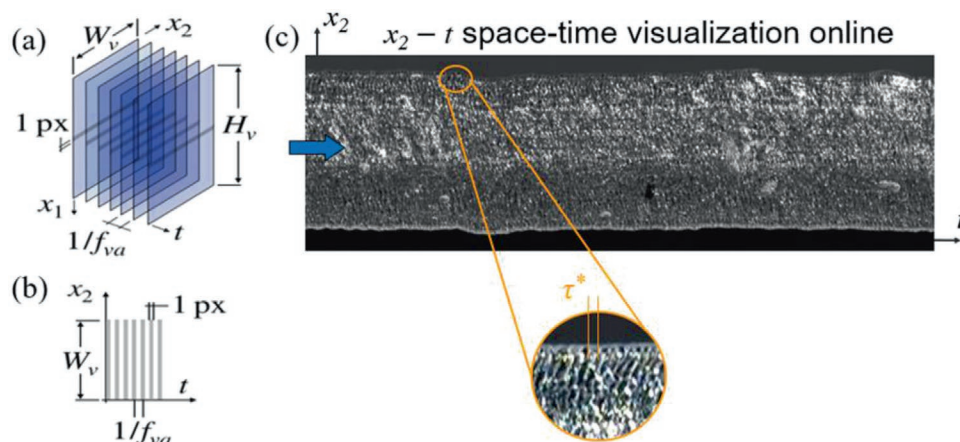 (a)
W_v
x_2
1 px
H_v
x_1
1/f_va
t
(b)
x_2
1 px
W_v
t
1/f_va
(c)
x_2
x_2 − t space-time visualization online
t
τ*